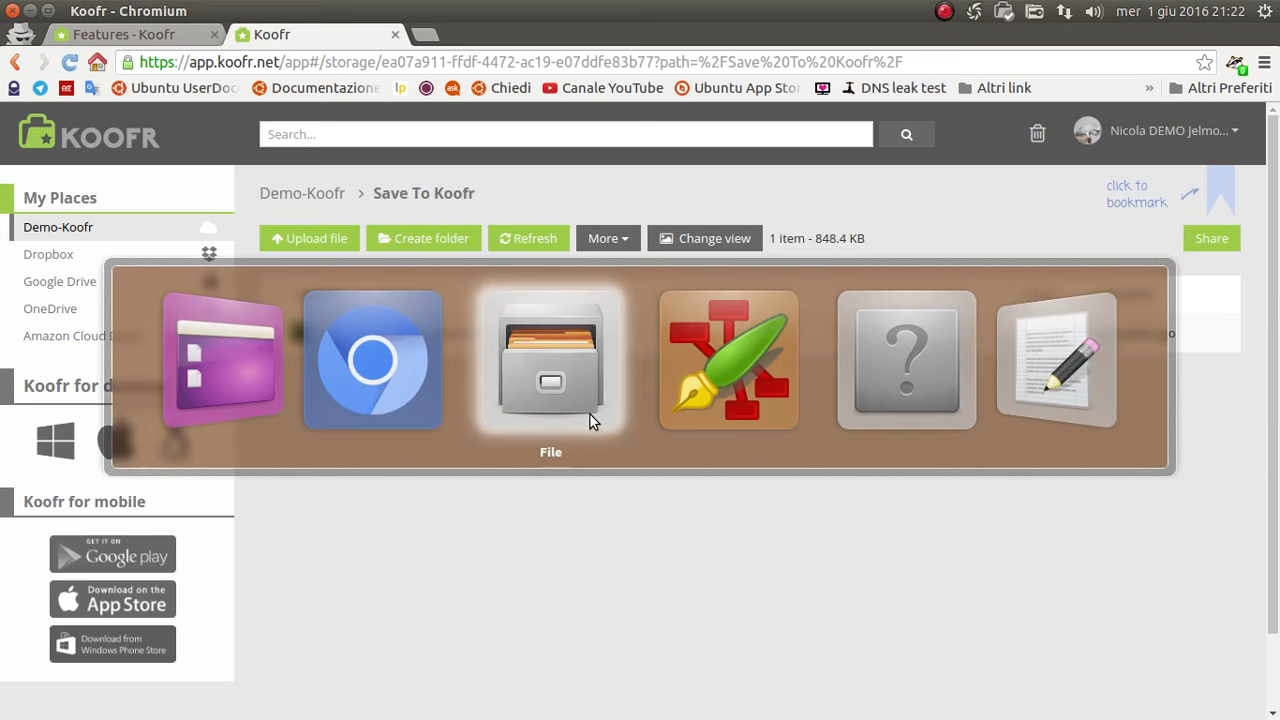 Koofr - Chromium
mer 1 giu 2016 21:22
Features - Koofr
Koofr
https://app.koofr.net/app#/storage/ea07a911-ffdf-4472-ac19-e07ddfe83b77?path=%2FSave%20To%20Koofr%2F
0
Ubuntu UserDoc
Documentazione
lp
ask
Chiedi
Canale YouTube
Ubuntu App Stor
DNS leak test
Altri link
»
Altri Preferiti
KOOFR
Search...
Nicola DEMO Jelmo...
My Places
Demo-Koofr
Dropbox
Google Drive
OneDrive
Amazon Cloud D
Demo-Koofr > Save To Koofr
click to
bookmark
Upload file
Create folder
Refresh
More
Change view
1 item - 848.4 KB
Share
?
File
Koofr for de
Koofr for mobile
GET IT ON
Google play
Download on the
App Store
Download from
Windows Phone Store